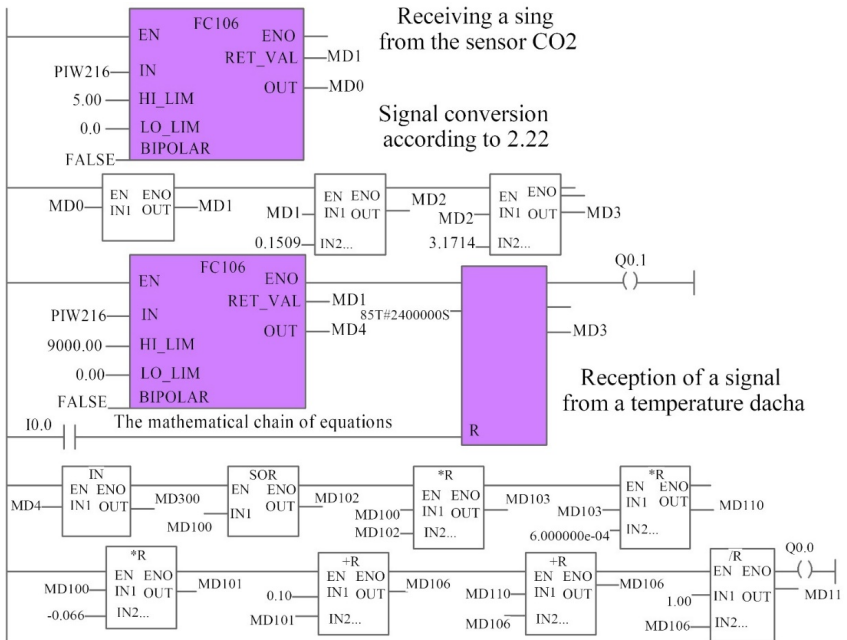 FC106
EN ENO
RET_VAL MD1
PIW216 IN
OUT MD0
5.00 HI_LIM
0.0 LO_LIM
BIPOLAR
FALSE
Receiving a sing
from the sensor CO2
Signal conversion
according to 2.22
EN ENO
MD0 IN1 OUT MD1
EN ENO
MD1 IN1 OUT MD2
0.1509 IN2...
EN ENO
MD2 IN1 OUT MD3
3.1714 IN2...
FC106
EN ENO
RET_VAL MD1
PIW216 IN
OUT MD4
9000.00 HI_LIM
0.00 LO_LIM
BIPOLAR
FALSE
85T#2400000S
MD3
R
Q0.1
( )
Reception of a signal
from a temperature dacha
I0.0
The mathematical chain of equations
IN
EN ENO
MD4 IN1 OUT MD300
SOR
EN ENO
MD100 IN1 OUT MD102
*R
EN ENO
MD100 IN1 OUT MD103
MD102 IN2...
*R
EN ENO
MD103 IN1 OUT MD110
6.000000e-04 IN2...
*R
EN ENO
MD100 IN1 OUT MD101
-0.066 IN2...
+R
EN ENO
0.10 IN1 OUT MD106
MD101 IN2...
+R
EN ENO
MD110 IN1 OUT MD106
MD106 IN2...
/R
EN ENO
1.00 IN1 OUT MD11
MD106 IN2...
Q0.0
( )